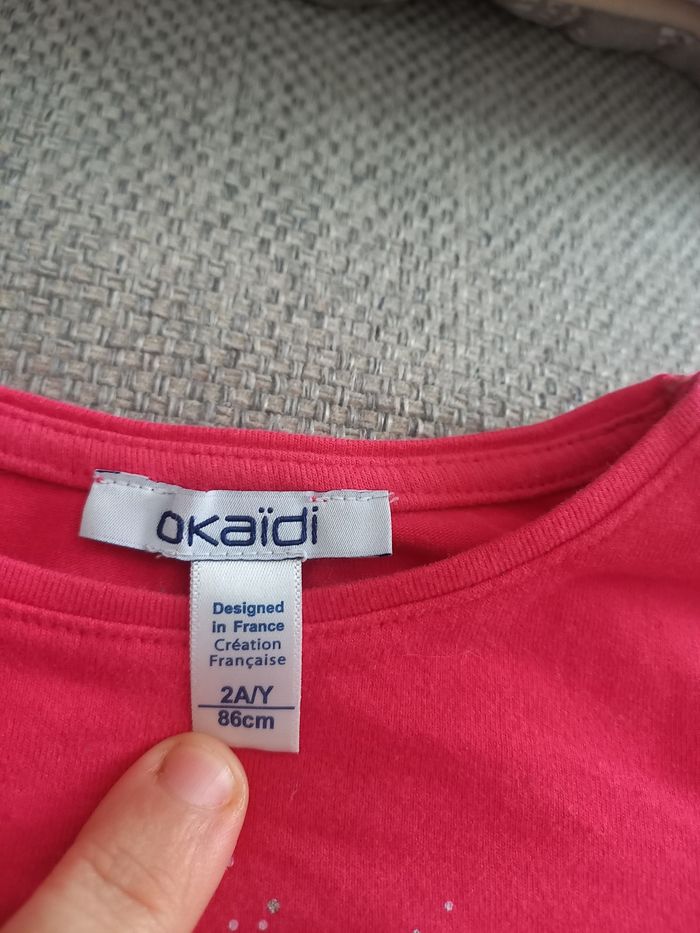 okaïdi
Designed
in France
Création
Française
2A/Y
86cm